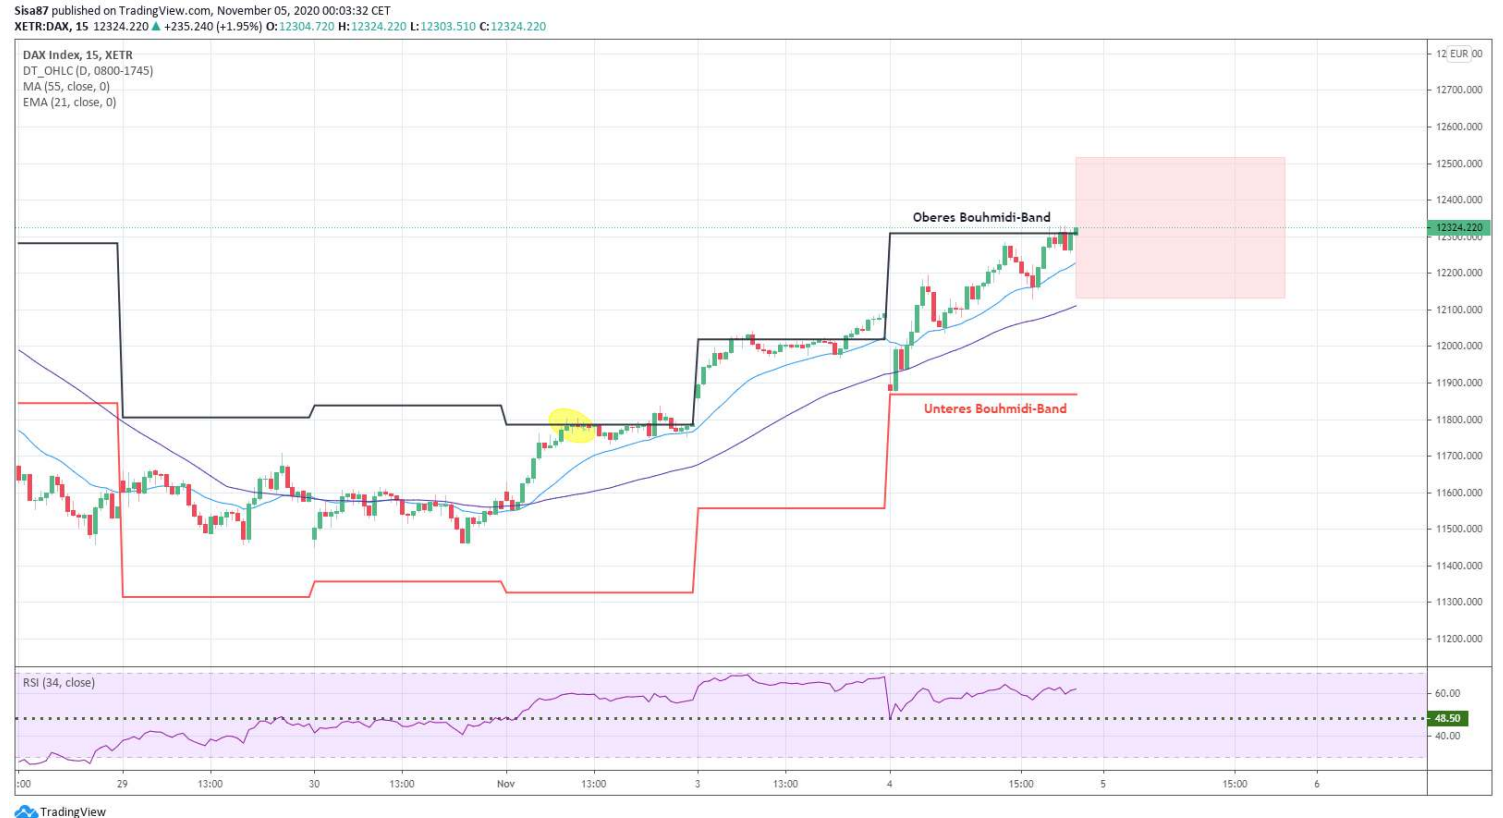 Sisa87 published on TradingView.com, November 05, 2020 00:03:32 CET
XETR:DAX, 15 12324.220 ▲ +235.240 (+1.95%) O:12304.720 H:12324.220 L:12303.510 C:12324.220
DAX Index, 15, XETR
DT_OHLC (D, 0800-1745)
MA (55, close, 0)
EMA (21, close, 0)
EUR
12700.000
12600.000
12500.000
12400.000
12324.220
12300.000
12200.000
12100.000
12000.000
11900.000
11800.000
11700.000
11600.000
11500.000
11400.000
11300.000
11200.000
Oberes Bouhmidi-Band
Unteres Bouhmidi-Band
RSI (34, close)
60.00
48.50
40.00
:00 29 13:00 30 13:00 Nov 13:00 3 13:00 4 15:00 5 15:00 6
TradingView